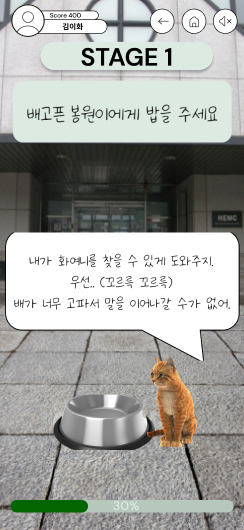 Score 400
김이화
STAGE 1
배고픈 봉원이에게 밥을 주세요
HEMC
내가 화예니를 찾을 수 있게 도와주지.
우선.. (꼬르륵 꼬르륵)
배가 너무 고파서 말을 이어나갈 수가 없어.
30%